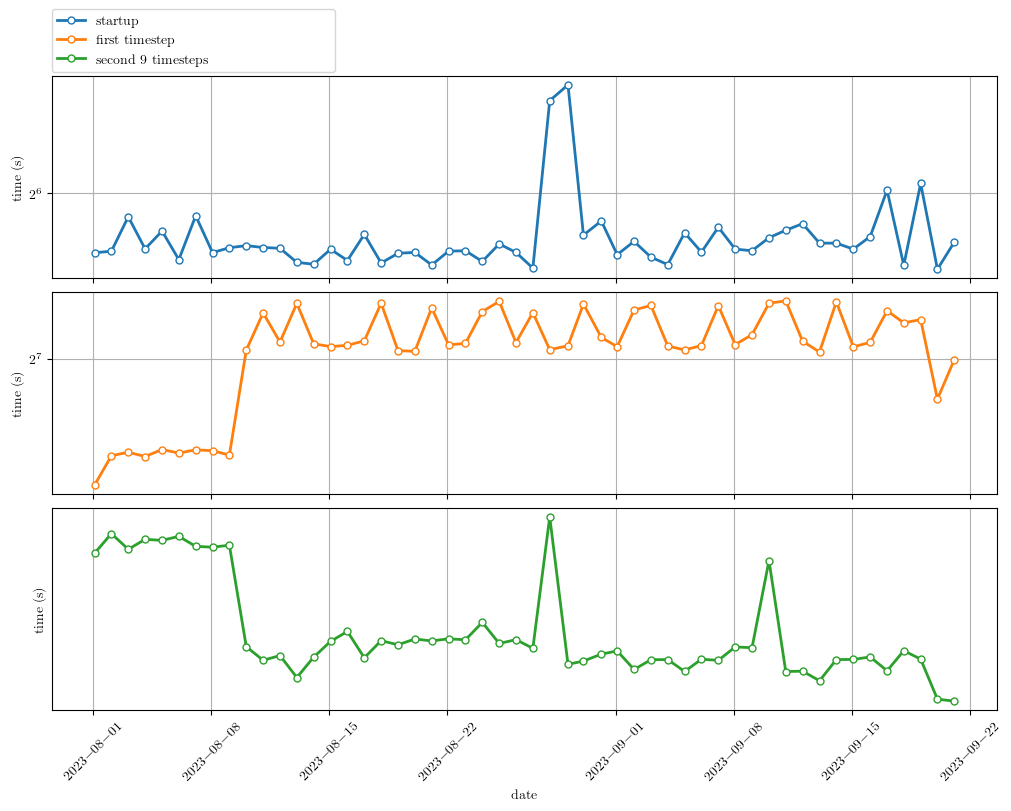 startup
first timestep
second 9 timesteps
time (s)
2⁶
time (s)
2⁷
time (s)
2023−08−01
2023−08−08
2023−08−15
2023−08−22
2023−09−01
2023−09−08
2023−09−15
2023−09−22
date